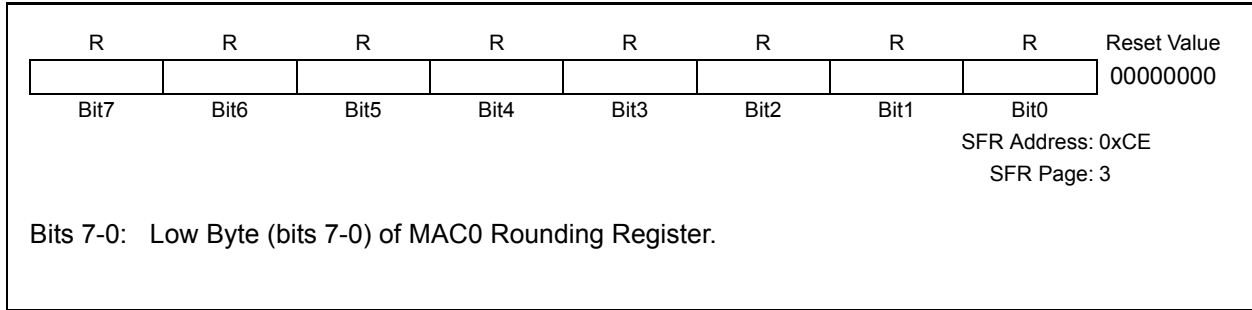 R R R R R R R R Reset Value
00000000
Bit7 Bit6 Bit5 Bit4 Bit3 Bit2 Bit1 Bit0
SFR Address: 0xCE
SFR Page: 3
Bits 7-0: Low Byte (bits 7-0) of MAC0 Rounding Register.